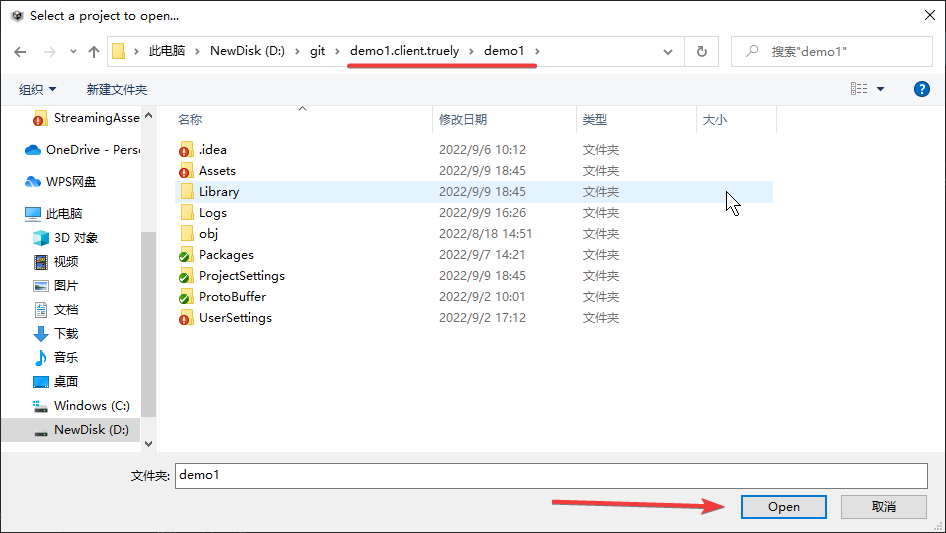 Select a project to open...
此电脑 NewDisk (D:) git demo1.client.truely demo1 搜索"demo1"
组织 新建文件夹
名称 修改日期 类型 大小
StreamingAsse
OneDrive - Pers
WPS网盘
此电脑
3D 对象
视频
图片
文档
下载
音乐
桌面
Windows (C:)
NewDisk (D:)
.idea 2022/9/6 10:12 文件夹
Assets 2022/9/9 18:45 文件夹
Library 2022/9/9 18:45 文件夹
Logs 2022/9/9 16:26 文件夹
obj 2022/8/18 14:51 文件夹
Packages 2022/9/7 14:21 文件夹
ProjectSettings 2022/9/9 18:45 文件夹
ProtoBuffer 2022/9/2 10:01 文件夹
UserSettings 2022/9/2 17:12 文件夹
文件夹: demo1
Open 取消